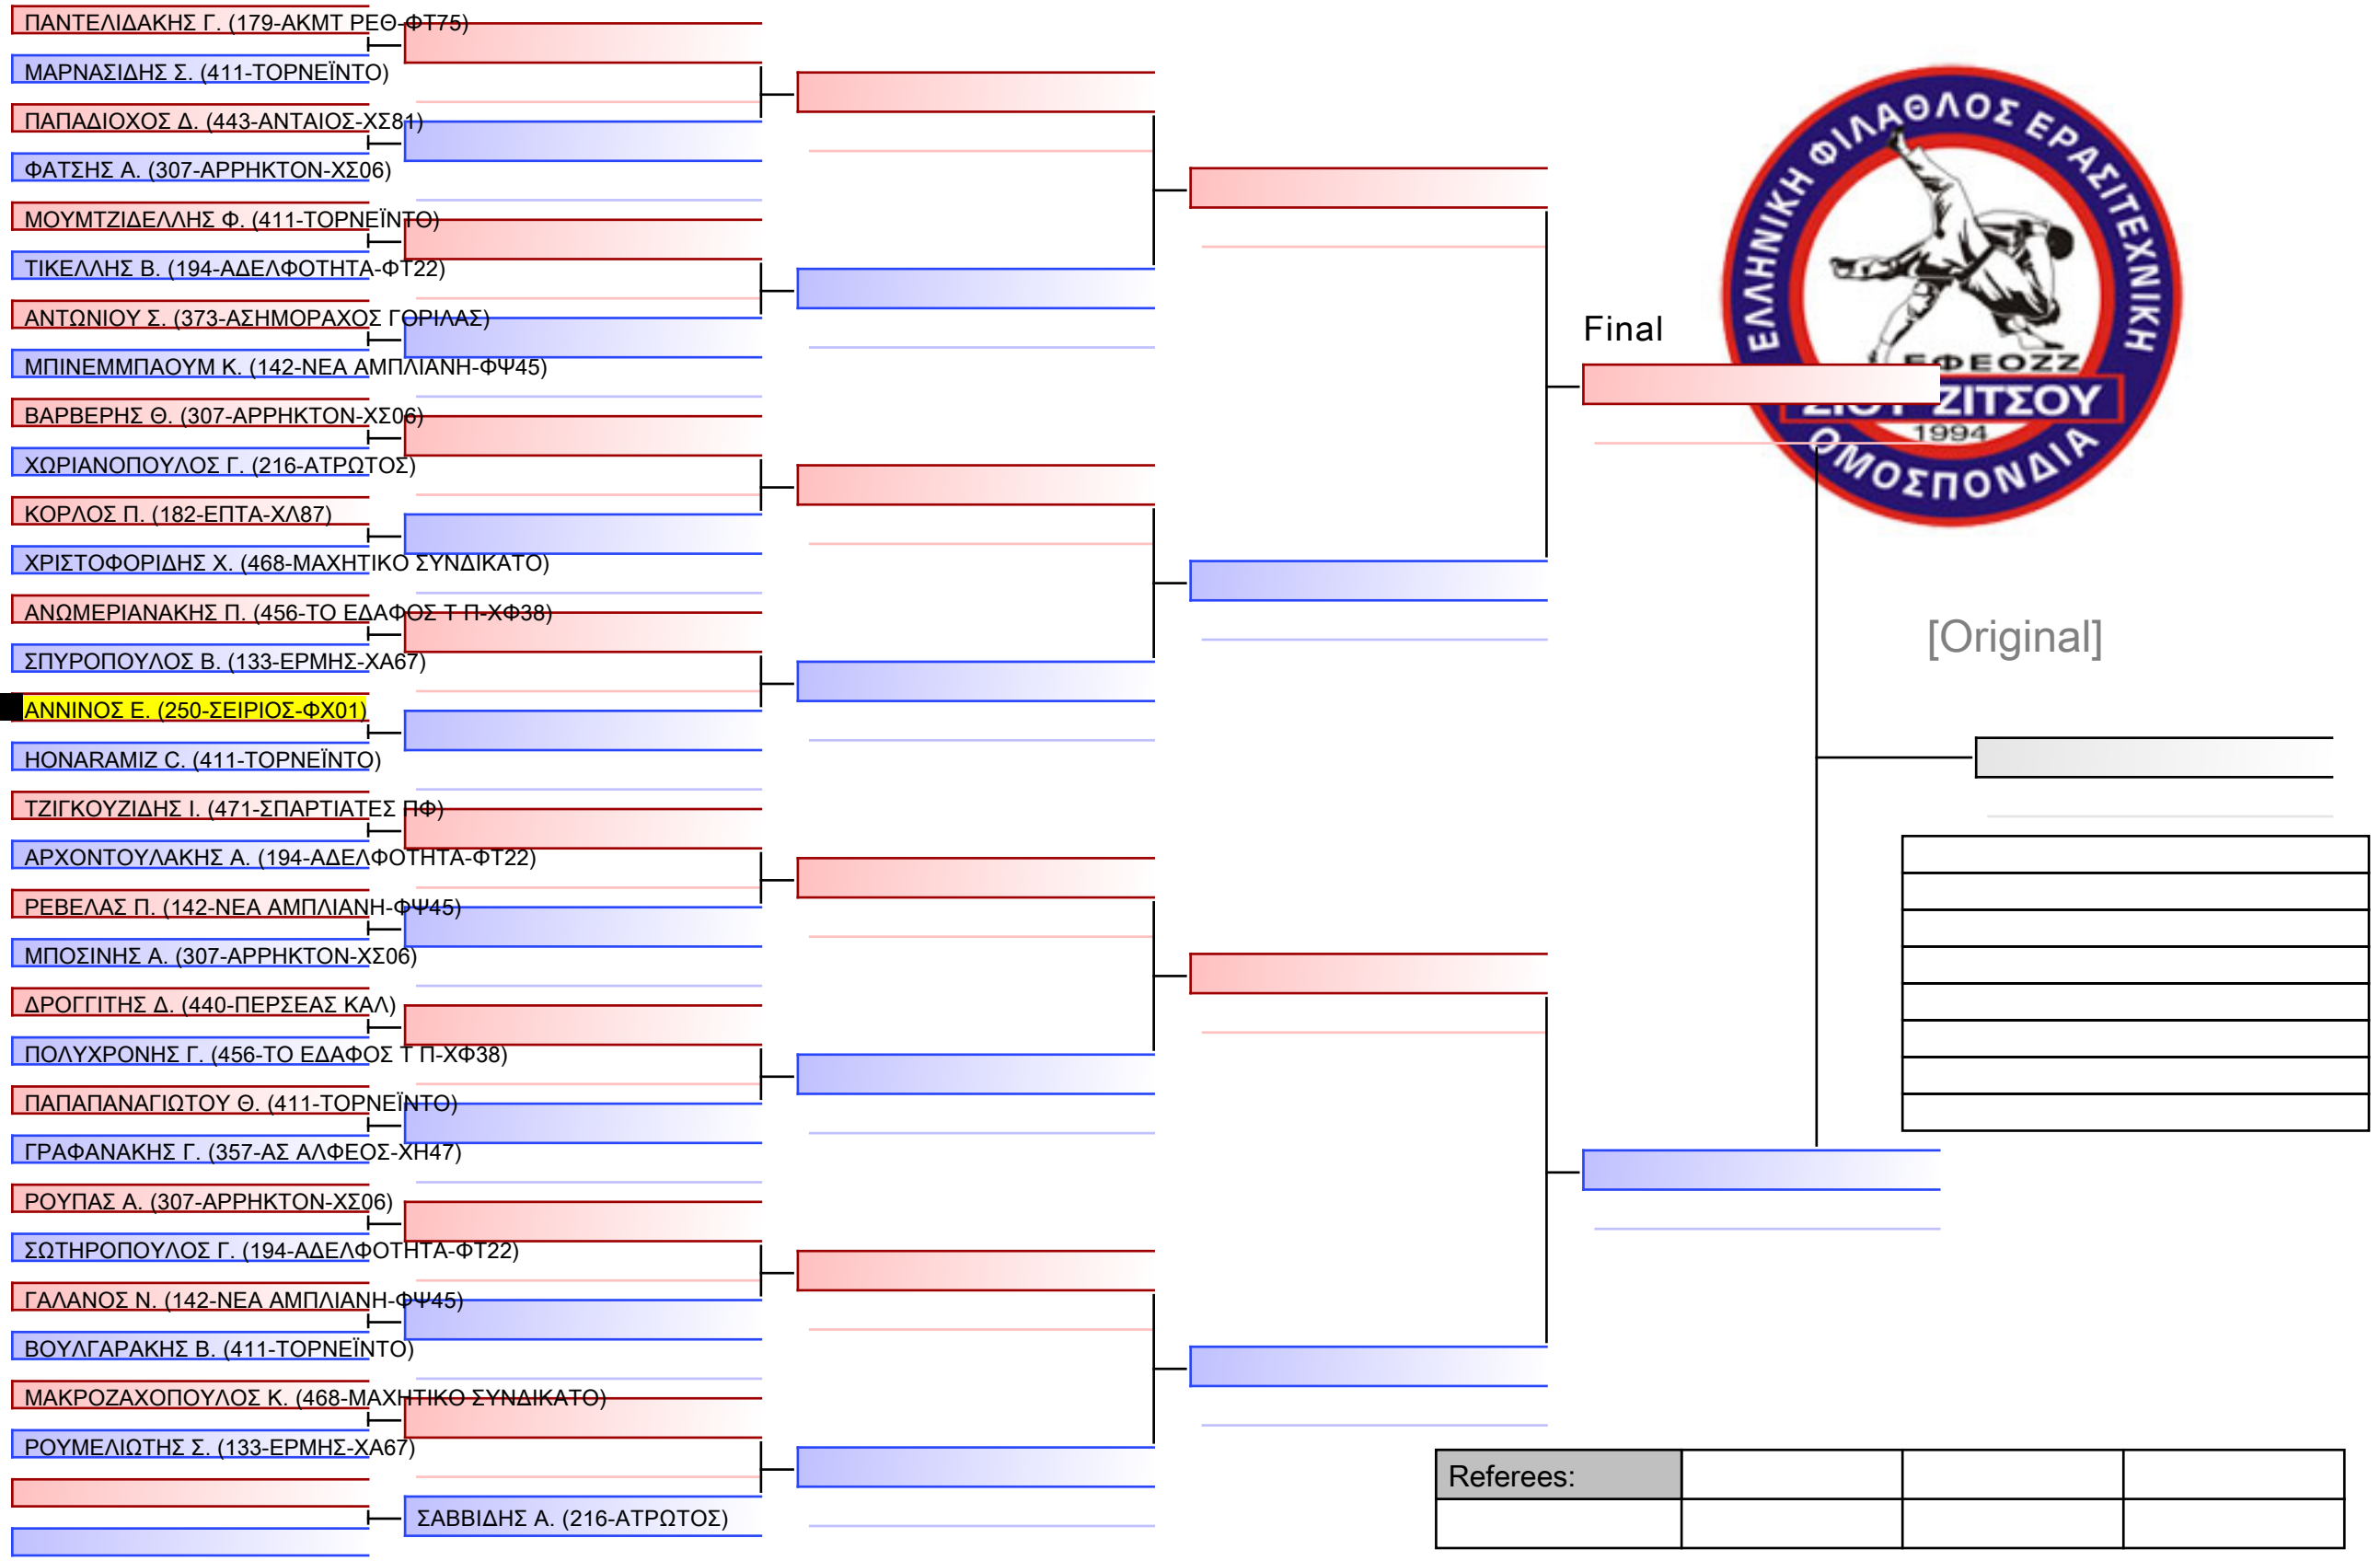 ΠΑΝΤΕΛΙΔΑΚΗΣ Γ. (179-ΑΚΜΤ ΡΕΘ-ΦΤ75)
ΜΑΡΝΑΣΙΔΗΣ Σ. (411-ΤΟΡΝΕΪΝΤΟ)
ΠΑΠΑΔΙΟΧΟΣ Δ. (443-ΑΝΤΑΙΟΣ-ΧΣ81)
ΦΑΤΣΗΣ Α. (307-ΑΡΡΗΚΤΟΝ-ΧΣ06)
ΜΟΥΜΤΖΙΔΕΛΛΗΣ Φ. (411-ΤΟΡΝΕΪΝΤΟ)
ΤΙΚΕΛΛΗΣ Β. (194-ΑΔΕΛΦΟΤΗΤΑ-ΦΤ22)
ΑΝΤΩΝΙΟΥ Σ. (373-ΑΣΗΜΟΡΑΧΟΣ ΓΟΡΙΛΑΣ)
ΜΠΙΝΕΜΜΠΑΟΥΜ Κ. (142-ΝΕΑ ΑΜΠΛΙΑΝΗ-ΦΨ45)
ΒΑΡΒΕΡΗΣ Θ. (307-ΑΡΡΗΚΤΟΝ-ΧΣ06)
ΧΩΡΙΑΝΟΠΟΥΛΟΣ Γ. (216-ΑΤΡΩΤΟΣ)
ΚΟΡΛΟΣ Π. (182-ΕΠΤΑ-ΧΛ87)
ΧΡΙΣΤΟΦΟΡΙΔΗΣ Χ. (468-ΜΑΧΗΤΙΚΟ ΣΥΝΔΙΚΑΤΟ)
ΑΝΩΜΕΡΙΑΝΑΚΗΣ Π. (456-ΤΟ ΕΔΑΦΟΣ Τ Π-ΧΦ38)
ΣΠΥΡΟΠΟΥΛΟΣ Β. (133-ΕΡΜΗΣ-ΧΑ67)
ΑΝΝΙΝΟΣ Ε. (250-ΣΕΙΡΙΟΣ-ΦΧ01)
HONARAMIZ C. (411-ΤΟΡΝΕΪΝΤΟ)
ΤΖΙΓΚΟΥΖΙΔΗΣ Ι. (471-ΣΠΑΡΤΙΑΤΕΣ ΠΦ)
ΑΡΧΟΝΤΟΥΛΑΚΗΣ Α. (194-ΑΔΕΛΦΟΤΗΤΑ-ΦΤ22)
ΡΕΒΕΛΑΣ Π. (142-ΝΕΑ ΑΜΠΛΙΑΝΗ-ΦΨ45)
ΜΠΟΣΙΝΗΣ Α. (307-ΑΡΡΗΚΤΟΝ-ΧΣ06)
ΔΡΟΓΓΙΤΗΣ Δ. (440-ΠΕΡΣΕΑΣ ΚΑΛ)
ΠΟΛΥΧΡΟΝΗΣ Γ. (456-ΤΟ ΕΔΑΦΟΣ Τ Π-ΧΦ38)
ΠΑΠΑΠΑΝΑΓΙΩΤΟΥ Θ. (411-ΤΟΡΝΕΪΝΤΟ)
ΓΡΑΦΑΝΑΚΗΣ Γ. (357-ΑΣ ΑΛΦΕΟΣ-ΧΗ47)
ΡΟΥΠΑΣ Α. (307-ΑΡΡΗΚΤΟΝ-ΧΣ06)
ΣΩΤΗΡΟΠΟΥΛΟΣ Γ. (194-ΑΔΕΛΦΟΤΗΤΑ-ΦΤ22)
ΓΑΛΑΝΟΣ Ν. (142-ΝΕΑ ΑΜΠΛΙΑΝΗ-ΦΨ45)
ΒΟΥΛΓΑΡΑΚΗΣ Β. (411-ΤΟΡΝΕΪΝΤΟ)
ΜΑΚΡΟΖΑΧΟΠΟΥΛΟΣ Κ. (468-ΜΑΧΗΤΙΚΟ ΣΥΝΔΙΚΑΤΟ)
ΡΟΥΜΕΛΙΩΤΗΣ Σ. (133-ΕΡΜΗΣ-ΧΑ67)
ΣΑΒΒΙΔΗΣ Α. (216-ΑΤΡΩΤΟΣ)
Final
ΕΛΛΗΝΙΚΗ ΦΙΛΑΘΛΟΣ ΕΡΑΣΙΤΕΧΝΙΚΗ
ΕΦΕΟΖΖ
ΖΙΟΥ ΖΙΤΣΟΥ
1994
ΟΜΟΣΠΟΝΔΙΑ
[Original]
Referees: